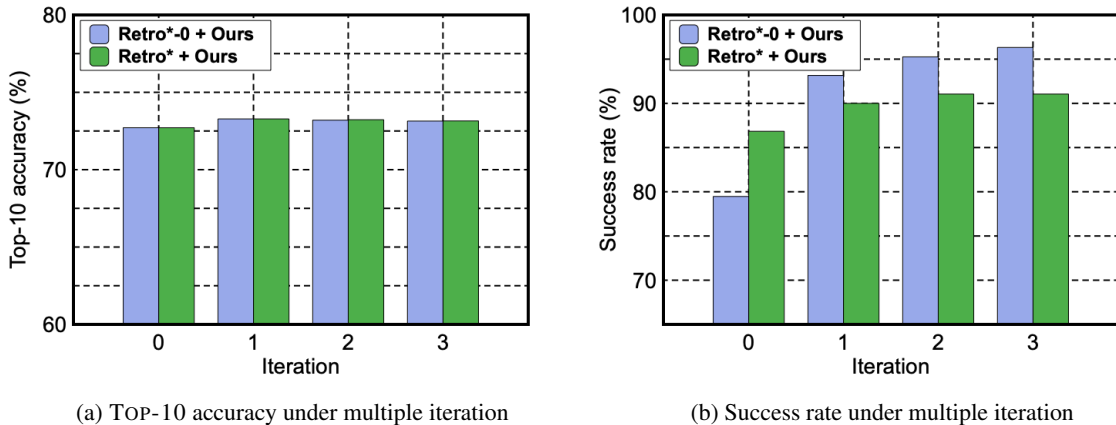 80
70
60
Top-10 accuracy (%)
Retro*-0 + Ours
Retro* + Ours
0 1 2 3
Iteration
(a) TOP-10 accuracy under multiple iteration
100
90
80
70
Success rate (%)
Retro*-0 + Ours
Retro* + Ours
0 1 2 3
Iteration
(b) Success rate under multiple iteration